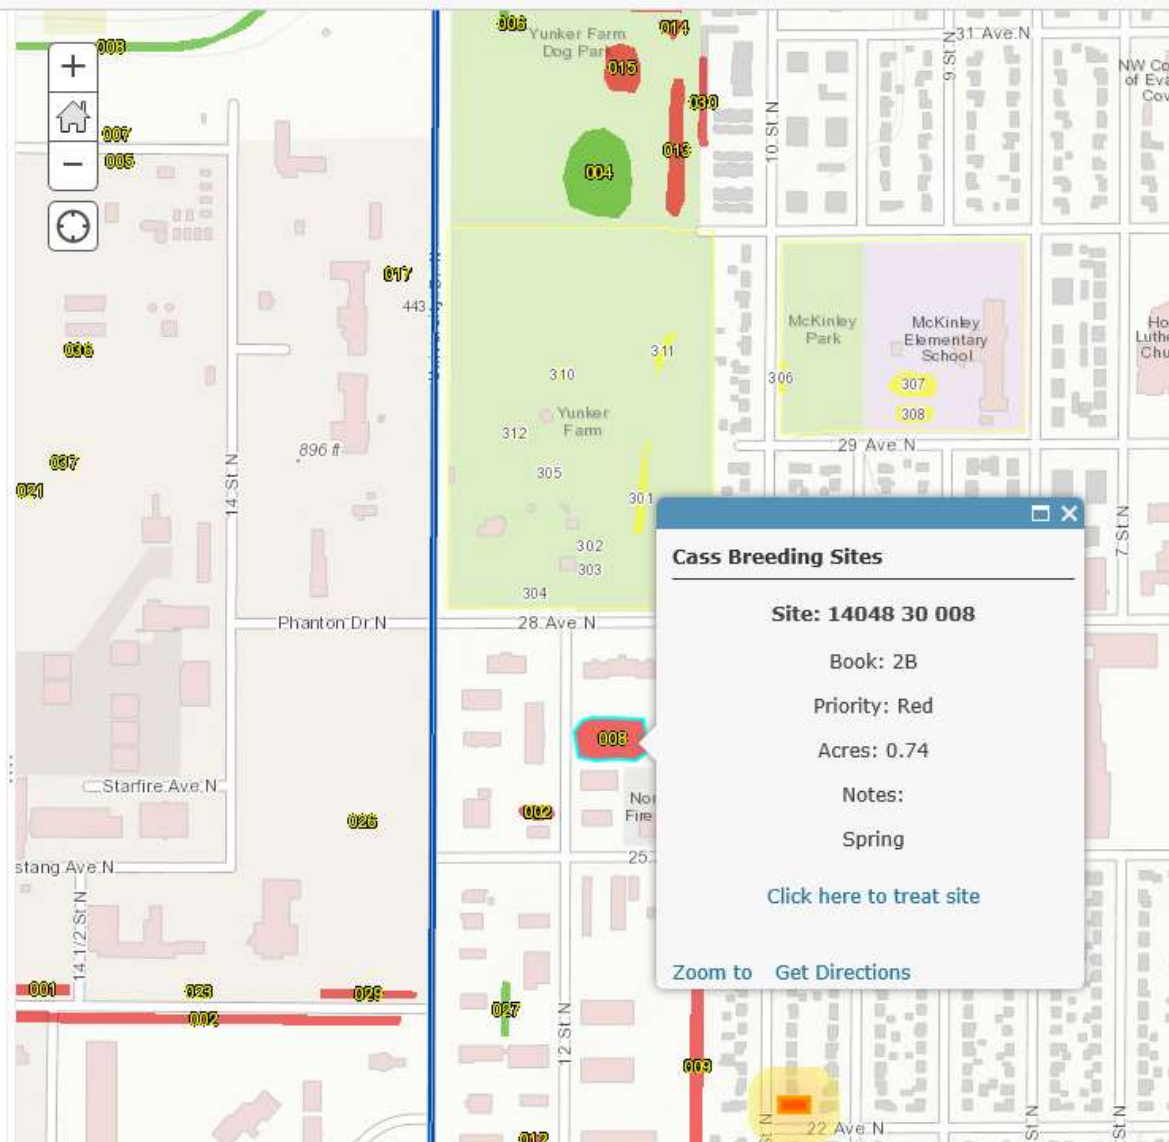 006
014
31 Ave N
008
Yunker Farm
Dog Park
9 St N
015
NW Co
of Eva
Cov
030
007
10 St N
005
013
004
017
443
McKinley
Park
McKinley
Elementary
School
Ho
Luthe
Chu
036
311
310
306
307
308
312
Yunker
Farm
896 ft
29 Ave N
037
305
021
14 St N
301
302
303
304
7 St N
Phanton Dr N
28 Ave N
Cass Breeding Sites
Site: 14048 30 008
Book: 2B
Priority: Red
Acres: 0.74
Notes:
Spring
Click here to treat site
Zoom to Get Directions
008
Starfire Ave N
Nor
Fire
002
026
25
stang Ave N
14 1/2 St N
001
023
029
002
027
12 St N
009
22 Ave N
St N
St N
012